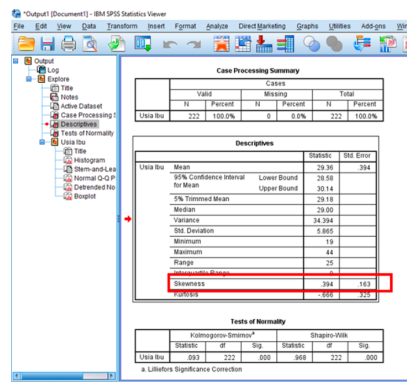 *Output1 [Document1] - IBM SPSS Statistics Viewer
File Edit View Data Transform Insert Format Analyze Direct Marketing Graphs Utilities Add-ons Win
Output
Log
Explore
Title
Notes
Active Dataset
Case Processing S
Descriptives
Tests of Normality
Usia Ibu
Title
Histogram
Stem-and-Lea
Normal Q-Q P
Detrended No
Boxplot
Case Processing Summary
Cases
Valid Missing Total
N Percent N Percent N Percent
Usia Ibu 222 100.0% 0 0.0% 222 100.0%
Descriptives
Statistic Std. Error
Usia Ibu Mean 29.36 .394
95% Confidence Interval for Mean Lower Bound 28.58
Upper Bound 30.14
5% Trimmed Mean 29.18
Median 29.00
Variance 34.394
Std. Deviation 5.865
Minimum 19
Maximum 44
Range 25
Interquartile Range 9
Skewness .394 .163
Kurtosis -.666 .325
Tests of Normality
Kolmogorov-Smirnov^a Shapiro-Wilk
Statistic df Sig. Statistic df Sig.
Usia Ibu .093 222 .000 .968 222 .000
a. Lilliefors Significance Correction